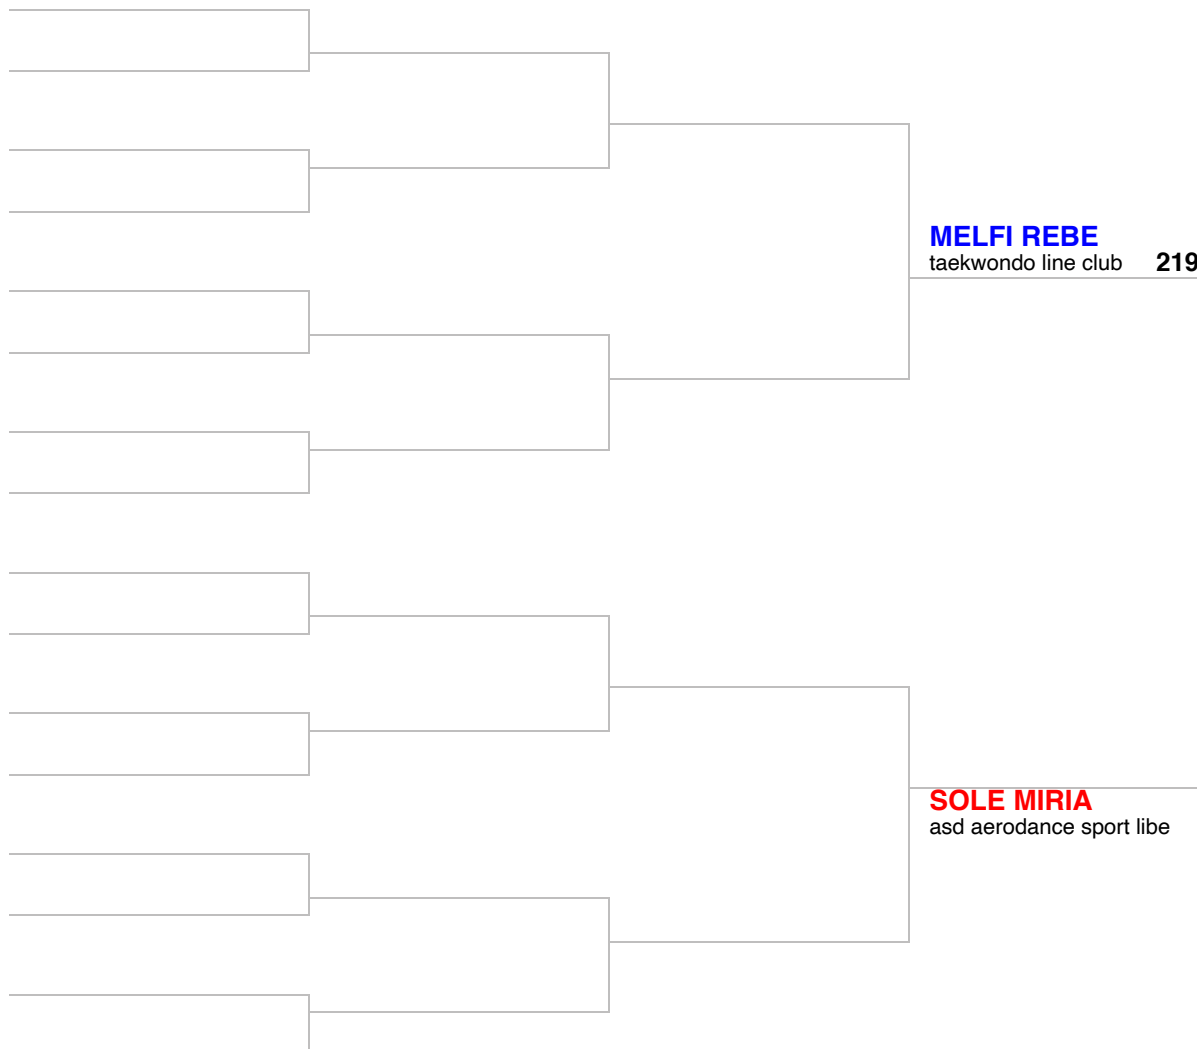 MELFI REBE
taekwondo line club 219
SOLE MIRIA
asd aerodance sport libe